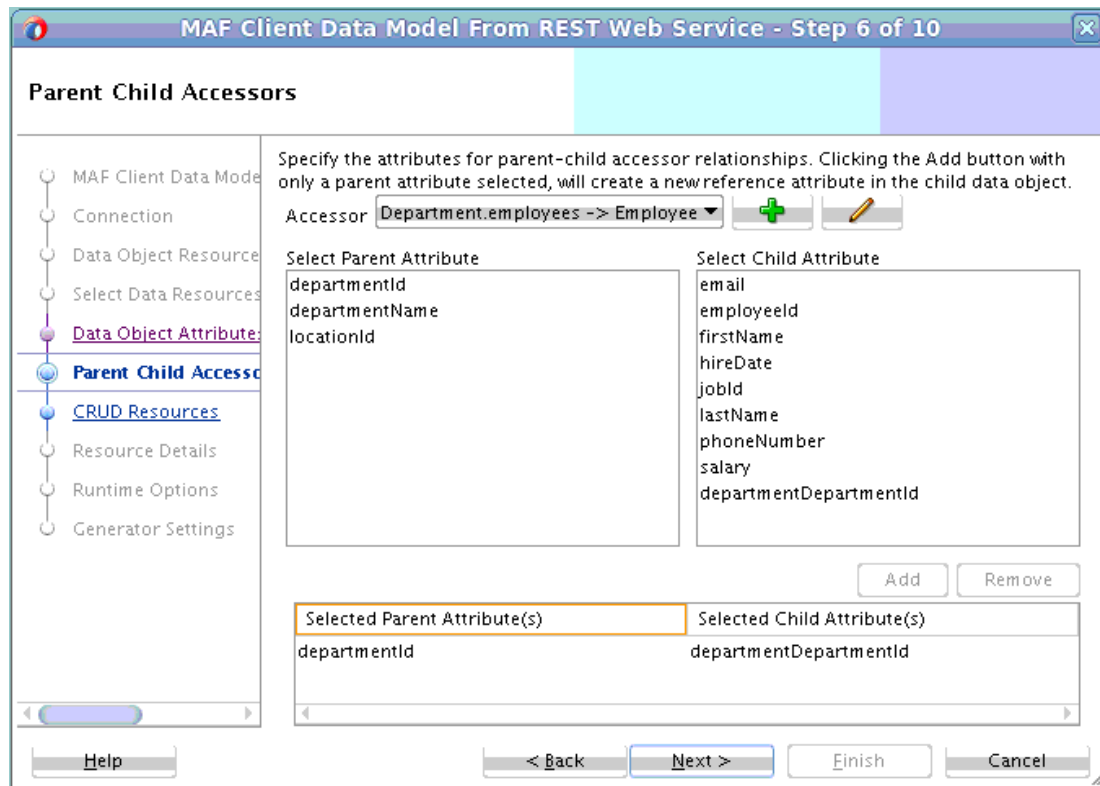 MAF Client Data Model From REST Web Service - Step 6 of 10
Parent Child Accessors
MAF Client Data Mode
Connection
Data Object Resource
Select Data Resources
Data Object Attribute
Parent Child Accesso
CRUD Resources
Resource Details
Runtime Options
Generator Settings
Specify the attributes for parent-child accessor relationships. Clicking the Add button with
only a parent attribute selected, will create a new reference attribute in the child data object.
Accessor Department.employees -> Employee
Select Parent Attribute
departmentId
departmentName
locationId
Select Child Attribute
email
employeeId
firstName
hireDate
jobId
lastName
phoneNumber
salary
departmentDepartmentId
Add Remove
Selected Parent Attribute(s) Selected Child Attribute(s)
departmentId departmentDepartmentId
Help < Back Next > Finish Cancel